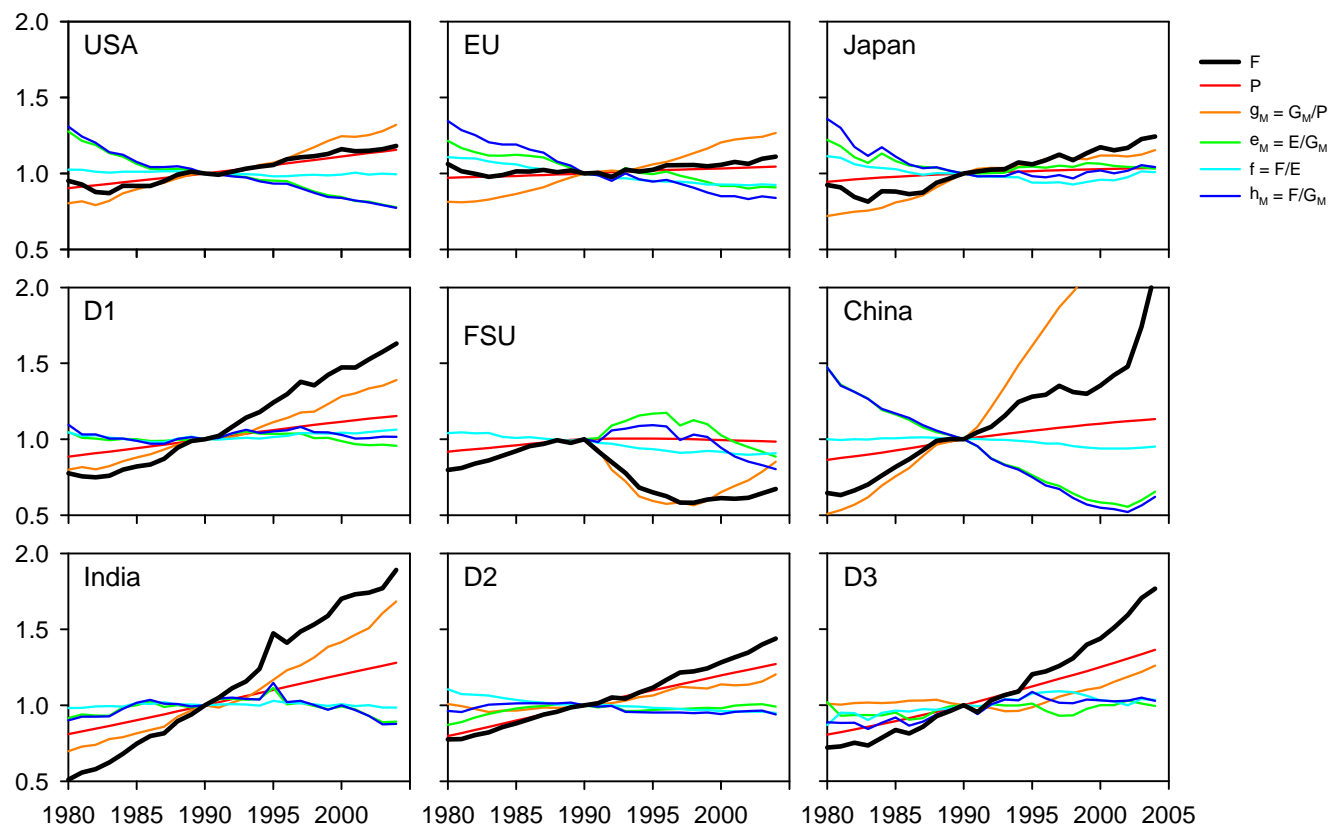 2.0
1.5
1.0
0.5
USA
EU
Japan
F
P
g_M = G_M/P
e_M = E/G_M
f = F/E
h_M = F/G_M
2.0
1.5
1.0
0.5
D1
FSU
China
2.0
1.5
1.0
0.5
India
D2
D3
1980 1985 1990 1995 2000
1980 1985 1990 1995 2000
1980 1985 1990 1995 2000 2005